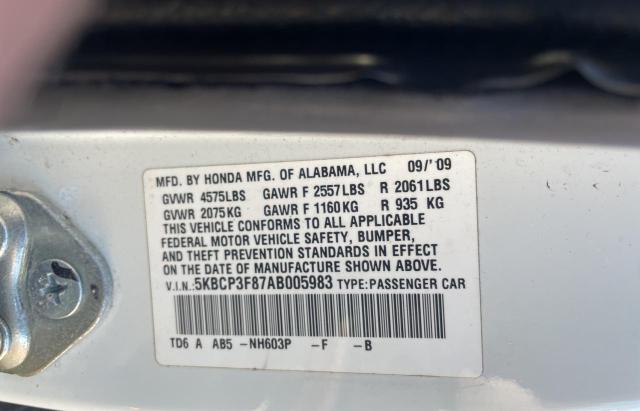 MFD. BY HONDA MFG. OF ALABAMA, LLC 09/'09
GVWR 4575LBS GAWR F 2557LBS R 2061LBS
GVWR 2075KG GAWR F 1160KG R 935 KG
THIS VEHICLE CONFORMS TO ALL APPLICABLE
FEDERAL MOTOR VEHICLE SAFETY, BUMPER,
AND THEFT PREVENTION STANDARDS IN EFFECT
ON THE DATE OF MANUFACTURE SHOWN ABOVE.
V.I.N.:5KBCP3F87AB005983 TYPE:PASSENGER CAR
TD6 A AB5 -NH603P -F -B